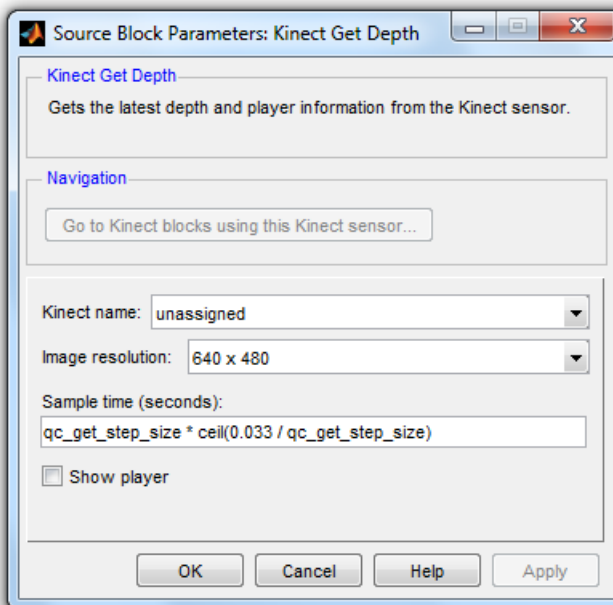 Source Block Parameters: Kinect Get Depth
Kinect Get Depth
Gets the latest depth and player information from the Kinect sensor.
Navigation
Go to Kinect blocks using this Kinect sensor...
Kinect name: unassigned
Image resolution: 640 x 480
Sample time (seconds):
qc_get_step_size * ceil(0.033 / qc_get_step_size)
Show player
OK Cancel Help Apply